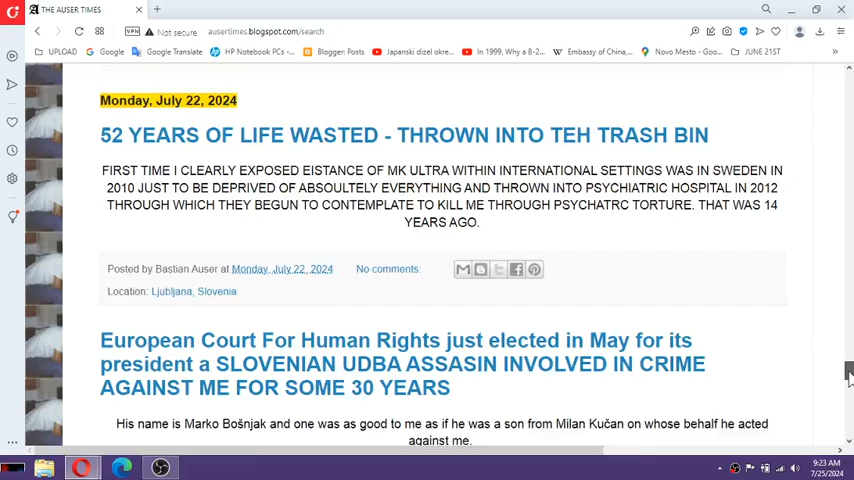 THE AUSER TIMES
VPN Not secure ausertimes.blogspot.com/search
UPLOAD Google Google Translate HP Notebook PCs -... Blogger: Posts Japanski dizel okre... In 1999, Why a B-2... Embassy of China,... Novo Mesto - Goo... JUNE 21ST
Monday, July 22, 2024
52 YEARS OF LIFE WASTED - THROWN INTO TEH TRASH BIN
FIRST TIME I CLEARLY EXPOSED EISTANCE OF MK ULTRA WITHIN INTERNATIONAL SETTINGS WAS IN SWEDEN IN
2010 JUST TO BE DEPRIVED OF ABSOULTELY EVERYTHING AND THROWN INTO PSYCHIATRIC HOSPITAL IN 2012
THROUGH WHICH THEY BEGUN TO CONTEMPLATE TO KILL ME THROUGH PSYCHATRC TORTURE. THAT WAS 14
YEARS AGO.
Posted by Bastian Auser at Monday, July 22, 2024 No comments:
Location: Ljubljana, Slovenia
European Court For Human Rights just elected in May for its
president a SLOVENIAN UDBA ASSASIN INVOLVED IN CRIME
AGAINST ME FOR SOME 30 YEARS
His name is Marko Bošnjak and one was as good to me as if he was a son from Milan Kučan on whose behalf he acted
against me.
9:23 AM
7/25/2024